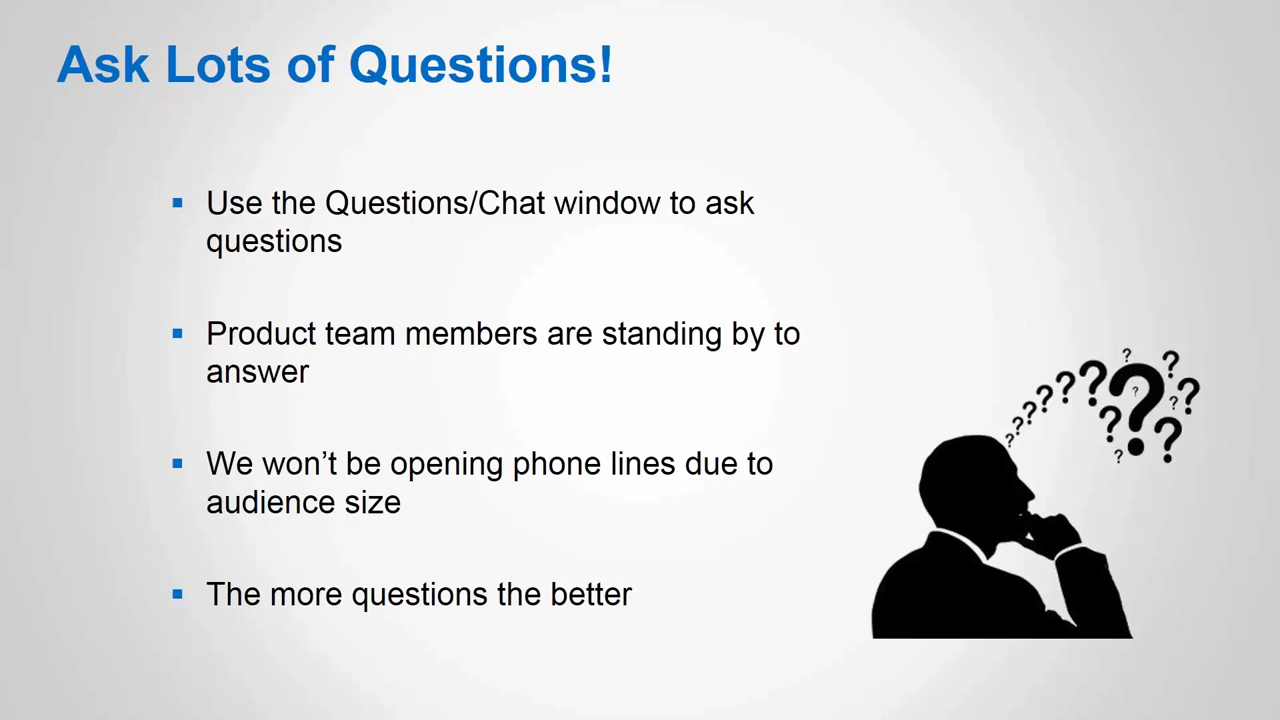 Ask Lots of Questions!
Use the Questions/Chat window to ask
questions
Product team members are standing by to
answer
We won’t be opening phone lines due to
audience size
The more questions the better